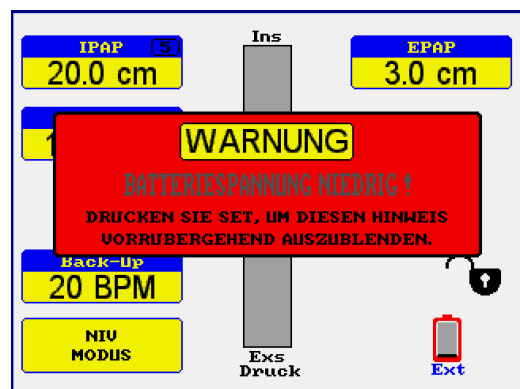 IPAP 5
20.0 cm
Ins
EPAP
3.0 cm
WARNUNG
BATTERIESPANNUNG NIEDRIG !
DRUCKEN SIE SET, UM DIESEN HINWEIS
VORRUBERGEHEND AUSZUBLENDEN.
Back-Up
20 BPM
NIV
MODUS
Exs
Druck
Ext